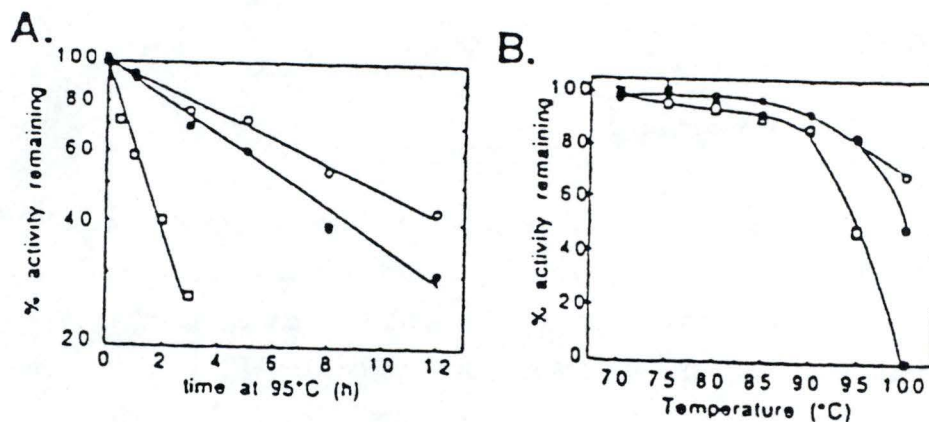 A.
% activity remaining
100
80
60
40
20
0 2 4 6 8 10 12
time at 95°C (h)
B.
% activity remaining
100
80
60
40
20
0
70 75 80 85 90 95 100
Temperature (°C)